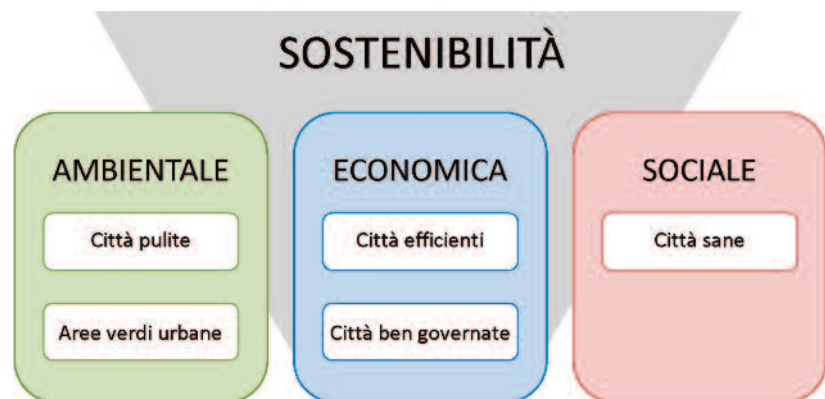 SOSTENIBILITÀ
AMBIENTALE
Città pulite
Aree verdi urbane
ECONOMICA
Città efficienti
Città ben governate
SOCIALE
Città sane